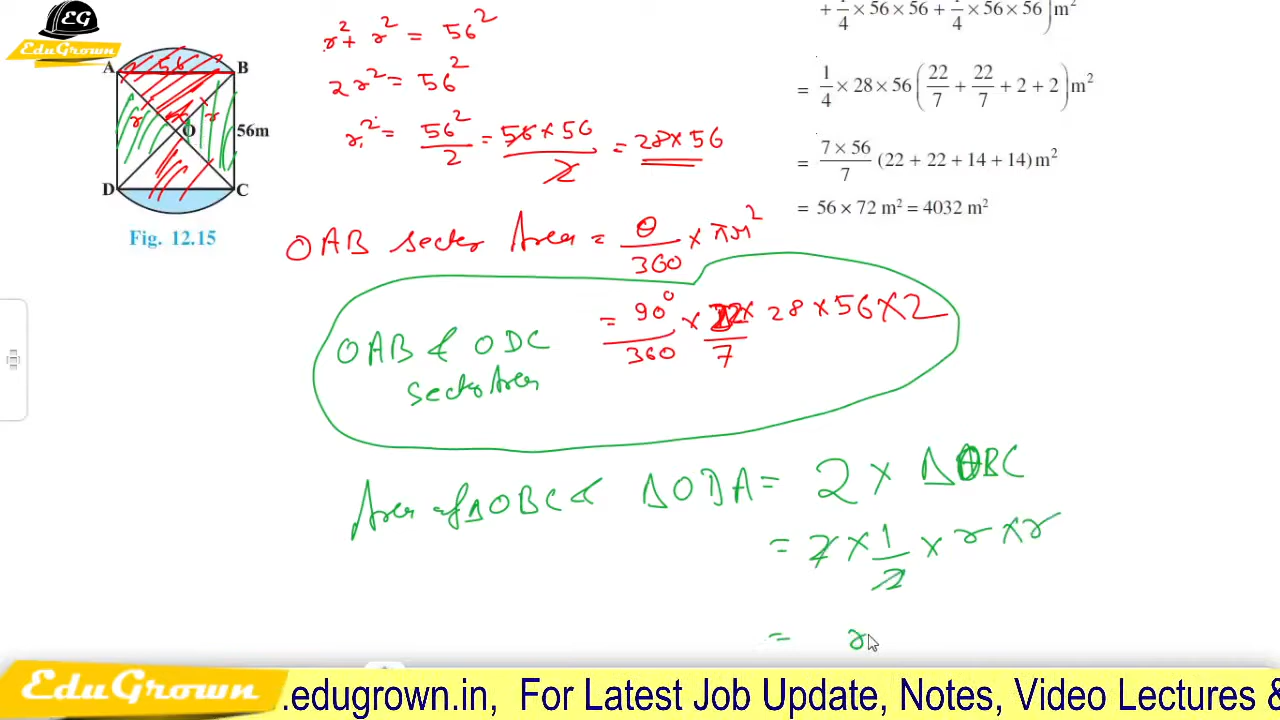 EG
EduGrown
A 56 B
r r
O
56m
D C
Fig. 12.15
r² + r² = 56²
2r² = 56²
r² = 56²/2 = 56 × 56/2 = 28 × 56
OAB sector Area = θ/360 × πr²
= 90°/360 × 22/7 × 28 × 56 × 2
OAB & ODC
Sector Area
Area of ΔOBC & ΔODA = 2 × ΔOBC
= 2 × 1/2 × r × r
= r
+ 1/4 × 56 × 56 + 1/4 × 56 × 56) m²
= 1/4 × 28 × 56 (22/7 + 22/7 + 2 + 2) m²
= 7 × 56/7 (22 + 22 + 14 + 14) m²
= 56 × 72 m² = 4032 m²
EduGrown
.edugrown.in, For Latest Job Update, Notes, Video Lectures &